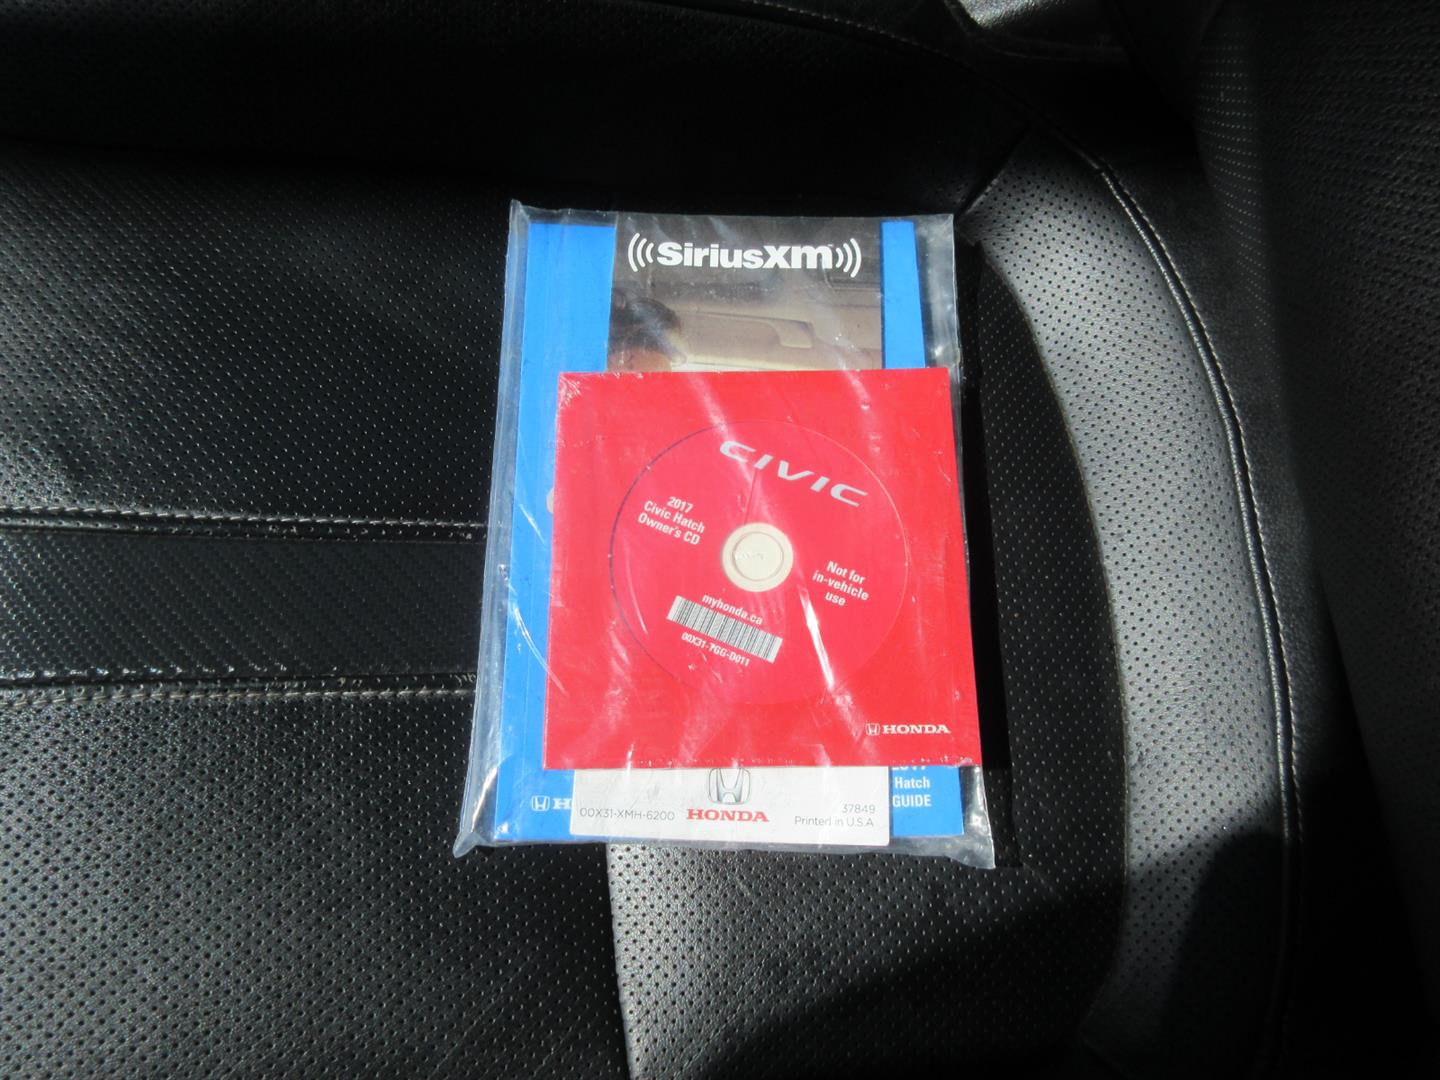 SiriusXM
CIVIC
2017
Civic Hatch
Owner's CD
Not for
in-vehicle
use
myhonda.ca
00X31-TGG-D011
HONDA
2017
Hatch
GUIDE
H
00X31-XMH-6200
HONDA
37849
Printed in U.S.A